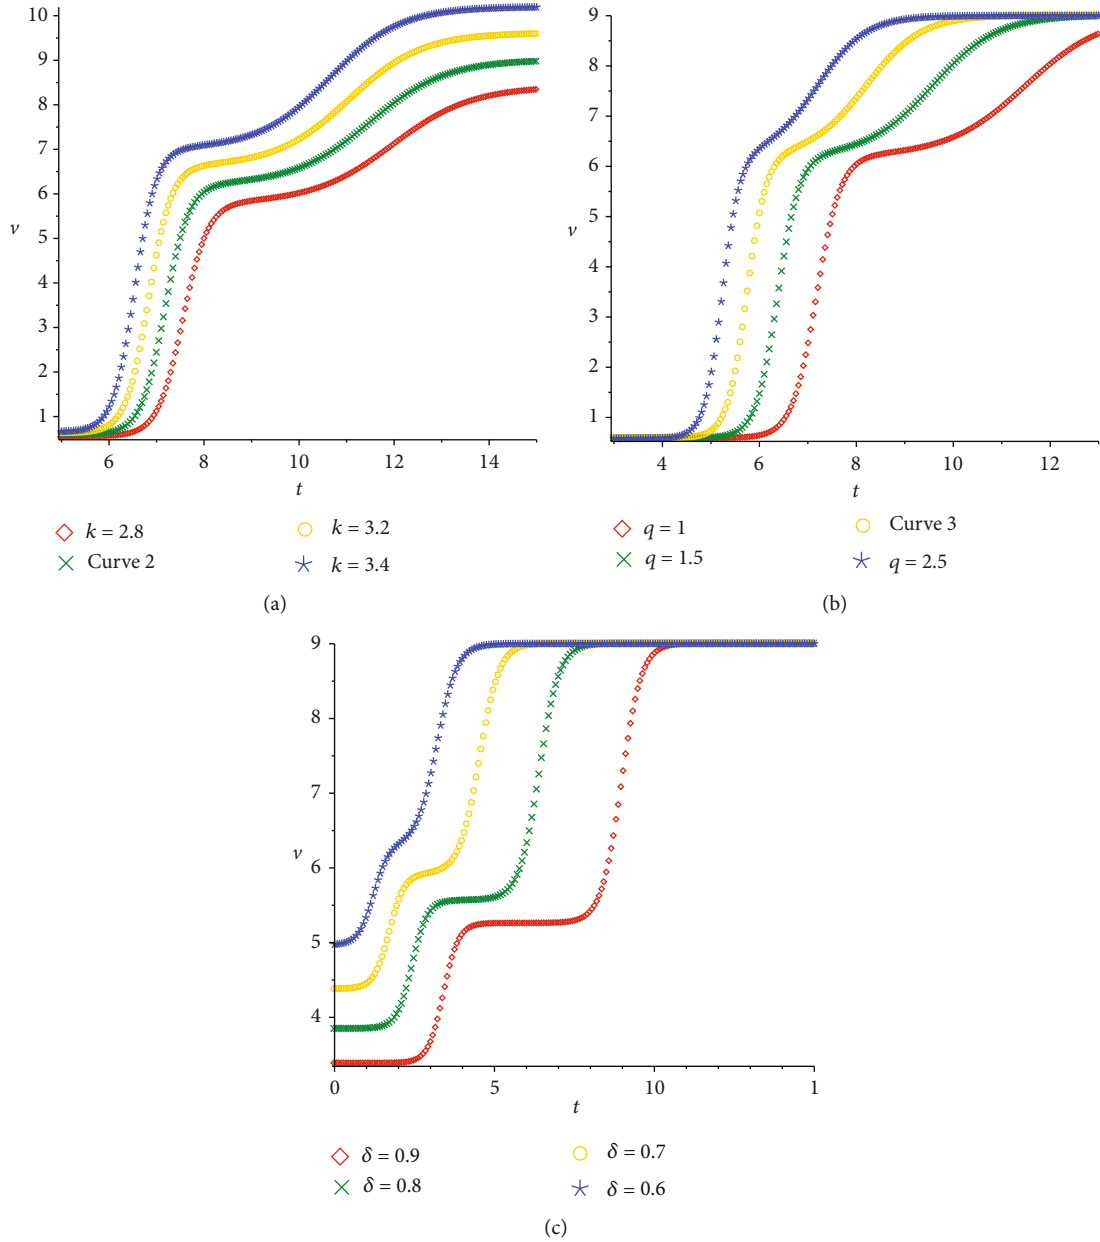 10
9
8
7
6
5
4
3
2
1
v
6 8 10 12 14
t
k = 2.8
Curve 2
k = 3.2
k = 3.4
(a)
9
8
7
6
5
4
3
2
1
v
4 6 8 10 12
t
q = 1
q = 1.5
Curve 3
q = 2.5
(b)
9
8
7
6
5
4
v
0 5 10 1
t
δ = 0.9
δ = 0.8
δ = 0.7
δ = 0.6
(c)